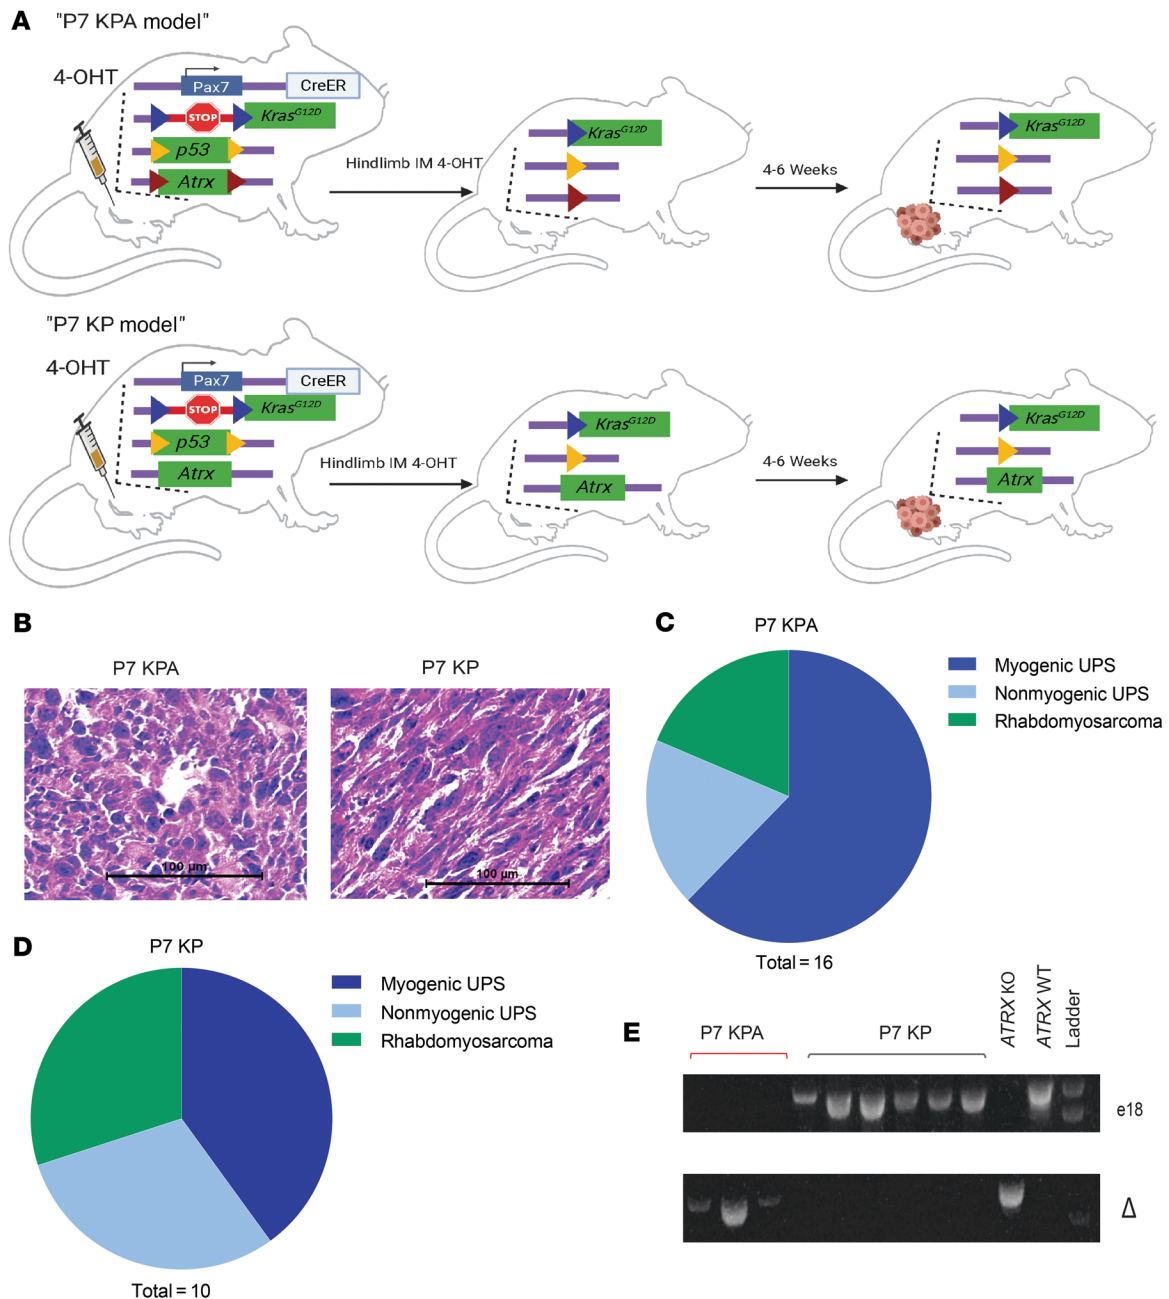 A
"P7 KPA model"
4-OHT
Pax7
CreER
STOP
KrasG12D
p53
Atrx
Hindlimb IM 4-OHT
KrasG12D
4-6 Weeks
KrasG12D
"P7 KP model"
4-OHT
Pax7
CreER
STOP
KrasG12D
p53
Atrx
Hindlimb IM 4-OHT
KrasG12D
Atrx
4-6 Weeks
KrasG12D
Atrx
B
P7 KPA
P7 KP
100 µm
100 µm
C
P7 KPA
Myogenic UPS
Nonmyogenic UPS
Rhabdomyosarcoma
Total = 16
D
P7 KP
Myogenic UPS
Nonmyogenic UPS
Rhabdomyosarcoma
Total = 10
E
P7 KPA
P7 KP
ATRX KO
ATRX WT
Ladder
e18
Δ